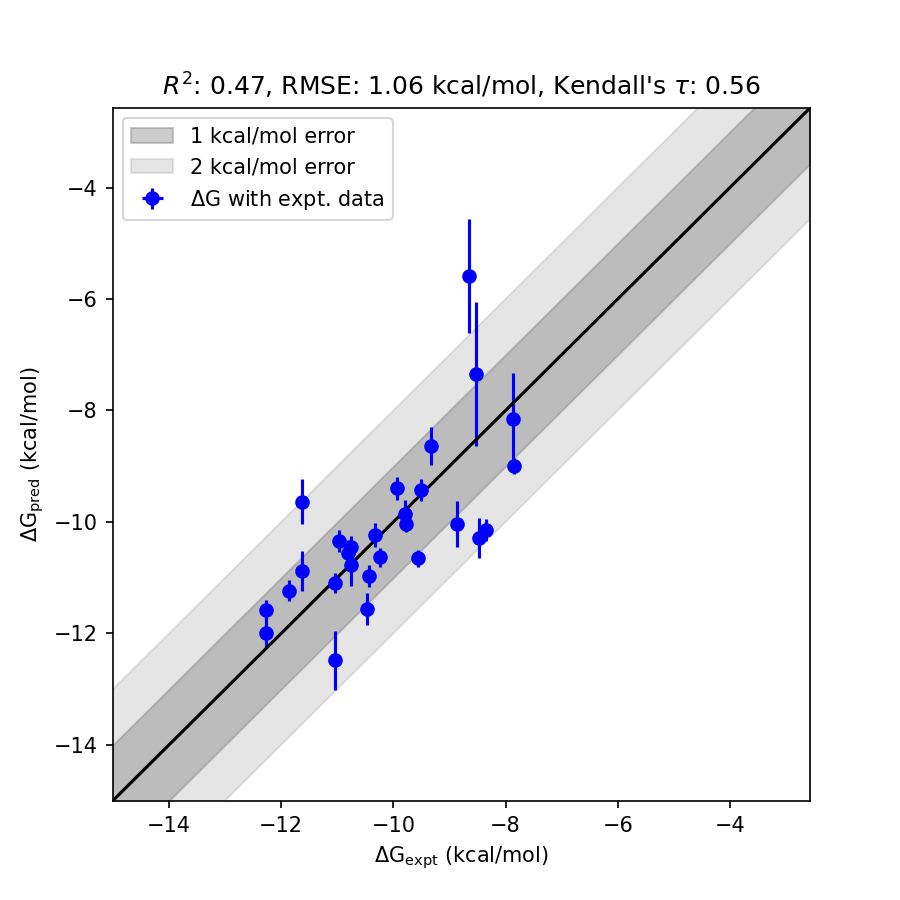 R²: 0.47, RMSE: 1.06 kcal/mol, Kendall's τ: 0.56
1 kcal/mol error
2 kcal/mol error
ΔG with expt. data
−4
−6
−8
−10
−12
−14
ΔGpred (kcal/mol)
−14 −12 −10 −8 −6 −4
ΔGexpt (kcal/mol)